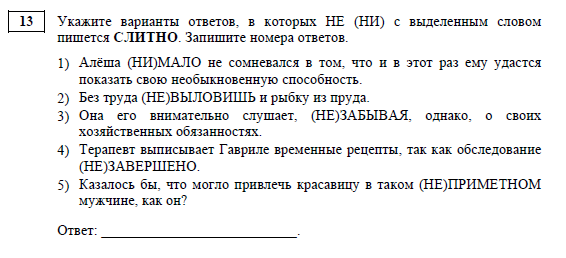 13 Укажите варианты ответов, в которых НЕ (НИ) с выделенным словом
пишется СЛИТНО. Запишите номера ответов.
1) Алёша (НИ)МАЛО не сомневался в том, что и в этот раз ему удастся
показать свою необыкновенную способность.
2) Без труда (НЕ)ВЫЛОВИШЬ и рыбку из пруда.
3) Она его внимательно слушает, (НЕ)ЗАБЫВАЯ, однако, о своих
хозяйственных обязанностях.
4) Терапевт выписывает Гавриле временные рецепты, так как обследование
(НЕ)ЗАВЕРШЕНО.
5) Казалось бы, что могло привлечь красавицу в таком (НЕ)ПРИМЕТНОМ
мужчине, как он?
Ответ: ___________________________.